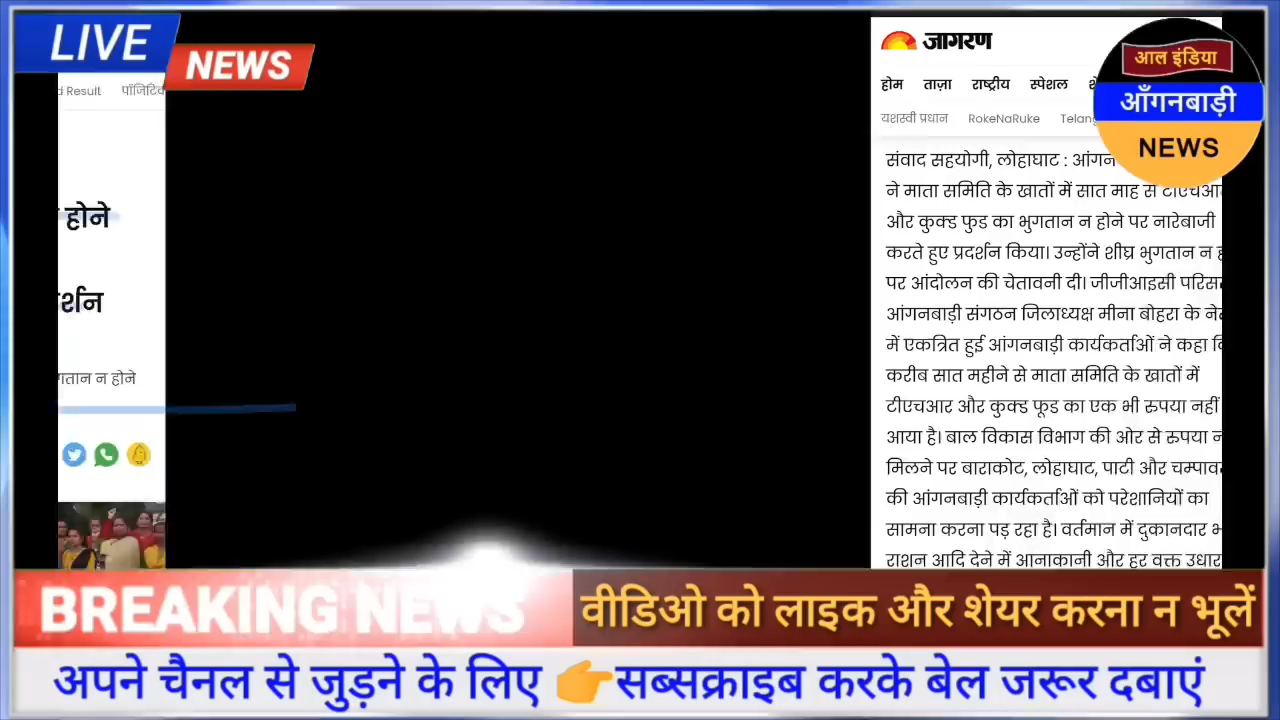 LIVE
NEWS
d Result पॉजिटिव
होने
र्शन
गतान न होने
जागरण
होम ताज़ा राष्ट्रीय स्पेशल
यशस्वी प्रधान RokeNaRuke Telang
आल इंडिया
आँगनबाड़ी
NEWS
संवाद सहयोगी, लोहाघाट : आंगन
ने माता समिति के खातों में सात माह से टीएचआ
और कुक्ड फुड का भुगतान न होने पर नारेबाजी
करते हुए प्रदर्शन किया। उन्होंने शीघ्र भुगतान न ह
पर आंदोलन की चेतावनी दी। जीजीआइसी परिस
आंगनबाड़ी संगठन जिलाध्यक्ष मीना बोहरा के ने
में एकत्रित हुई आंगनबाड़ी कार्यकर्ताओं ने कहा
करीब सात महीने से माता समिति के खातों में
टीएचआर और कुक्ड फूड का एक भी रुपया नहीं
आया है। बाल विकास विभाग की ओर से रुपया न
मिलने पर बाराकोट, लोहाघाट, पाटी और चम्पाव
की आंगनबाड़ी कार्यकर्ताओं को परेशानियों का
सामना करना पड़ रहा है। वर्तमान में दुकानदार भ
राशन आदि देने में आनाकानी और हर वक्त उधार
BREAKING NEWS
वीडिओ को लाइक और शेयर करना न भूलें
अपने चैनल से जुड़ने के लिए 👉सब्सक्राइब करके बेल जरूर दबाएं